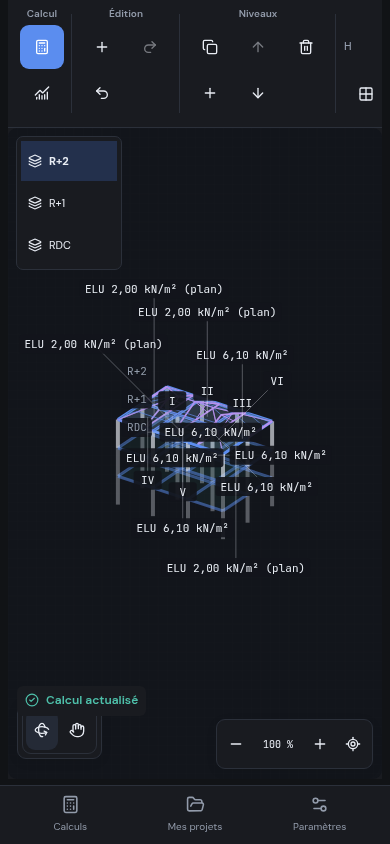 Calcul Édition Niveaux
H
R+2
R+1
RDC
ELU 2,00 kN/m² (plan)
ELU 2,00 kN/m² (plan)
ELU 2,00 kN/m² (plan)
ELU 6,10 kN/m²
R+2
VI
II
R+1
I
III
RDC
ELU 6,10 kN/m²
ELU 6,10 kN/m²
ELU 6,10 kN/m²
IV
ELU 6,10 kN/m²
V
ELU 6,10 kN/m²
ELU 2,00 kN/m² (plan)
Calcul actualisé
100 %
Calculs Mes projets Paramètres